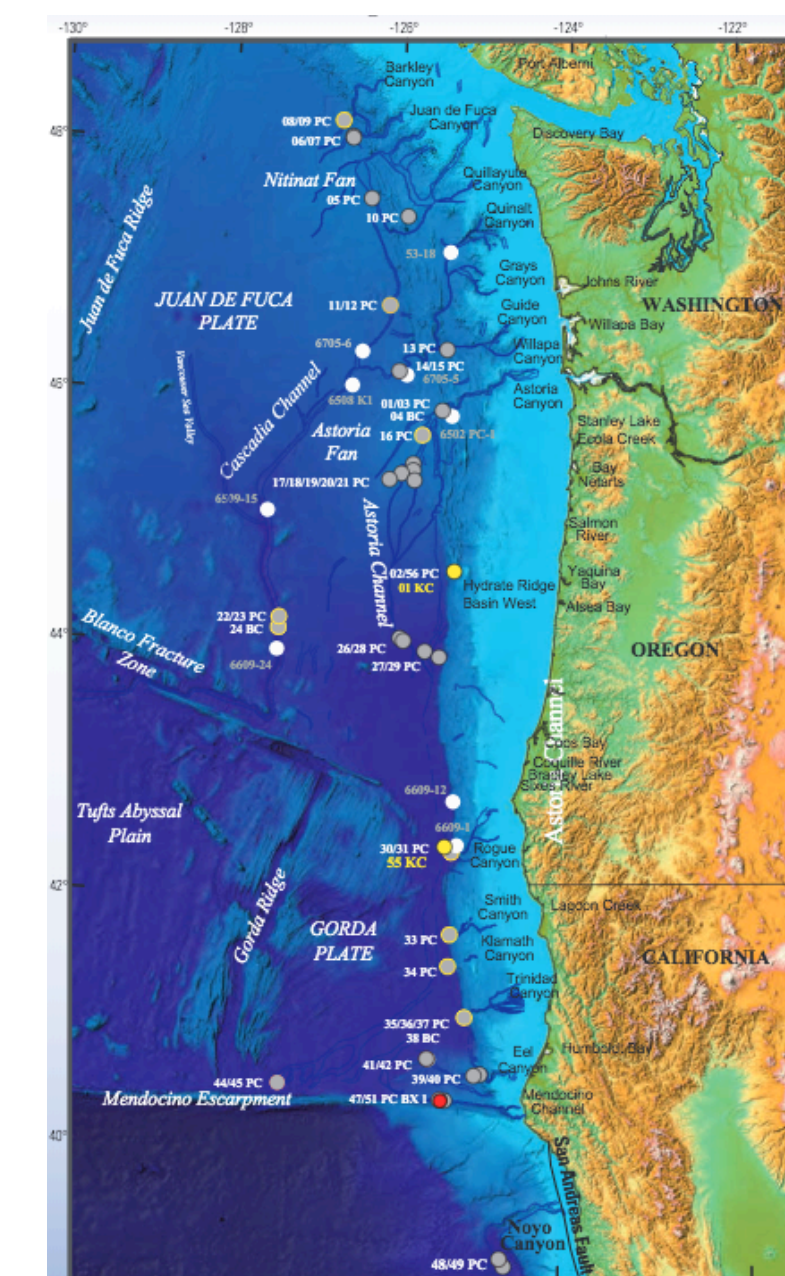 -130°
-128°
-126°
-124°
-122°
Barkley
Canyon
Port Alberni
08/09 PC
Juan de Fuca
Canyon
48°
Discovery Bay
06/07 PC
Nitinat Fan
Quillayute
Canyon
05 PC
Quinalt
Canyon
10 PC
Juan de Fuca Ridge
53-18
Grays
Canyon
Johns River
JUAN DE FUCA
PLATE
11/12 PC
Guide
Canyon
WASHINGTON
Willapa Bay
6705-6
13 PC
Willapa
Canyon
14/15 PC
6705-5
46°
Vancouver Sea Valley
Cascadia Channel
6508 K1
Astoria
Canyon
01/03 PC
04 BC
Stanley Lake
Astoria
Fan
16 PC
6502 PC-1
Ecola Creek
Bay
Netarts
17/18/19/20/21 PC
6509-15
Astoria Channel
Salmon
River
02/56 PC
01 KC
Hydrate Ridge
Basin West
Yaquina
Bay
Alsea Bay
22/23 PC
24 BC
Blanco Fracture
Zone
44°
26/28 PC
OREGON
27/29 PC
6609-24
Astoria Channel
Coos Bay
Coquille River
Bradley Lake
Sixes River
6609-12
Tufts Abyssal
Plain
6609-1
30/31 PC
55 KC
Rogue
Canyon
42°
Gorda Ridge
Smith
Canyon
Lagoon Creek
GORDA
PLATE
33 PC
Klamath
Canyon
CALIFORNIA
34 PC
Trinidad
Canyon
35/36/37 PC
38 BC
Eel
Canyon
Humboldt Bay
41/42 PC
39/40 PC
44/45 PC
Mendocino Escarpment
47/51 PC BX 1
Mendocino
Channel
40°
San Andreas Fault
Noyo
Canyon
48/49 PC